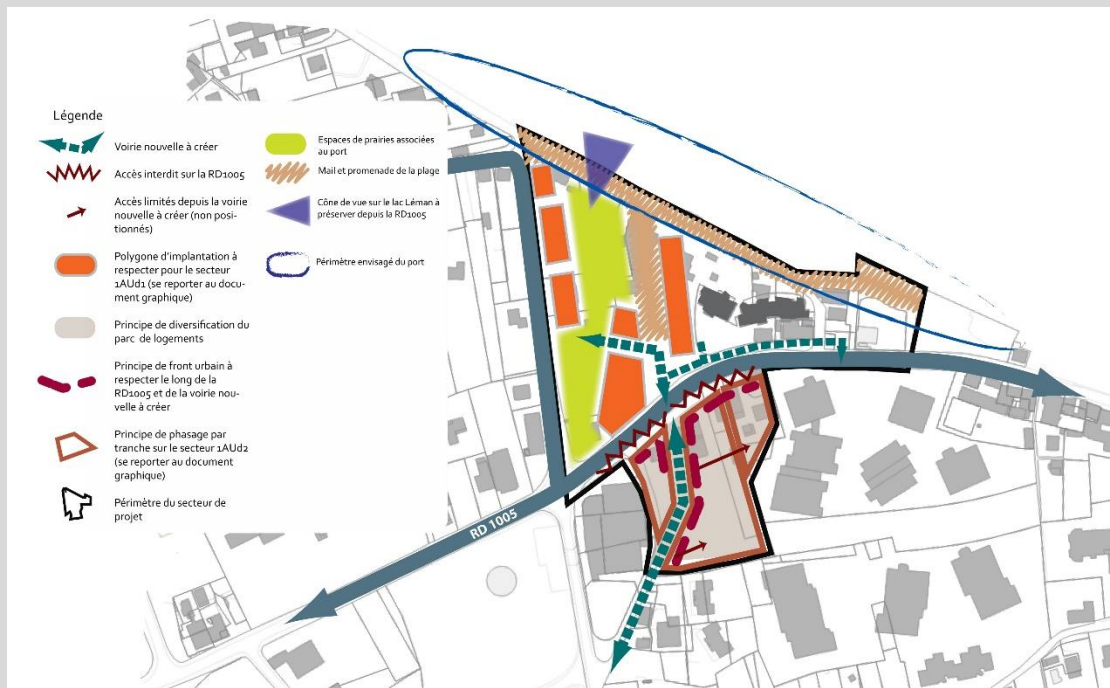 Légende
Voirie nouvelle à créer
Accès interdit sur la RD1005
Accès limités depuis la voirie
nouvelle à créer (non posi-
tionnés)
Polygone d'implantation à
respecter pour le secteur
1AUd1 (se reporter au docu-
ment graphique)
Principe de diversification du
parc de logements
Principe de front urbain à
respecter le long de la
RD1005 et de la voirie nou-
velle à créer
Principe de phasage par
tranche sur le secteur 1AUd2
(se reporter au document
graphique)
Périmètre du secteur de
projet
Espaces de prairies associées
au port
Mail et promenade de la plage
Cône de vue sur le lac Léman à
préserver depuis la RD1005
Périmètre envisagé du port
RD 1005